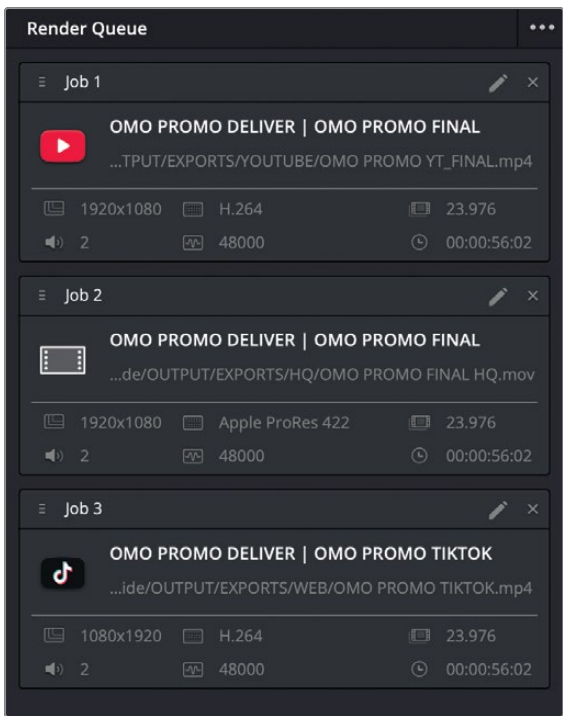 Render Queue
Job 1
OMO PROMO DELIVER | OMO PROMO FINAL
...TPUT/EXPORTS/YOUTUBE/OMO PROMO YT_FINAL.mp4
1920x1080 H.264 23.976
2 48000 00:00:56:02
Job 2
OMO PROMO DELIVER | OMO PROMO FINAL
...de/OUTPUT/EXPORTS/HQ/OMO PROMO FINAL HQ.mov
1920x1080 Apple ProRes 422 23.976
2 48000 00:00:56:02
Job 3
OMO PROMO DELIVER | OMO PROMO TIKTOK
...ide/OUTPUT/EXPORTS/WEB/OMO PROMO TIKTOK.mp4
1080x1920 H.264 23.976
2 48000 00:00:56:02